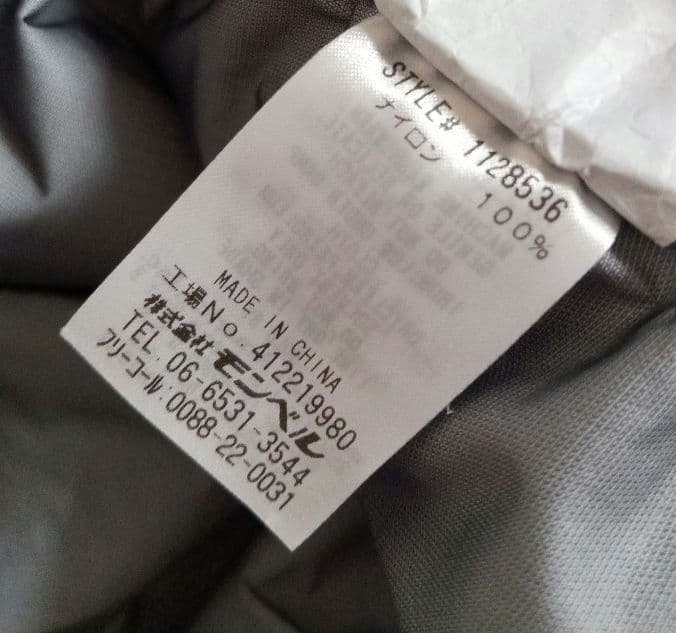 STYLE# 1128536
ナイロン 100%
MADE IN CHINA
工場No. 412219980
株式会社モンベル
TEL. 06-6531-3544
フリーコール:0088-22-0031